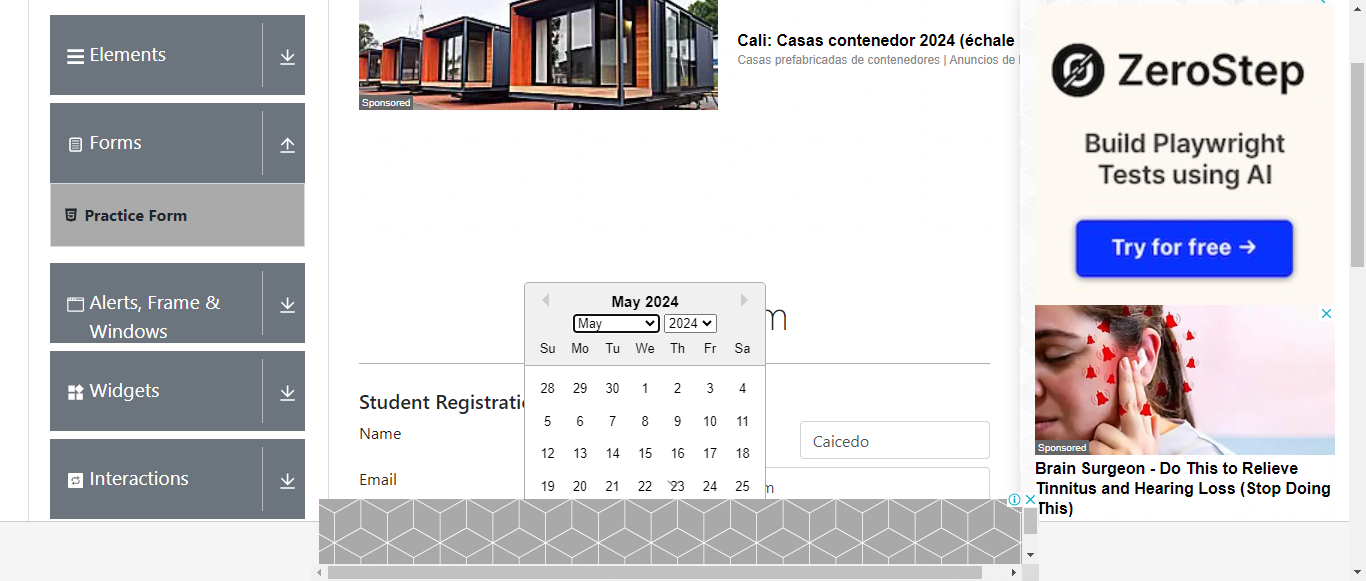 Elements
Forms
Practice Form
Alerts, Frame &
Windows
Widgets
Interactions
Sponsored
Cali: Casas contenedor 2024 (échale
Casas prefabricadas de contenedores | Anuncios de
May 2024
May
2024
Su Mo Tu We Th Fr Sa
28 29 30 1 2 3 4
5 6 7 8 9 10 11
12 13 14 15 16 17 18
19 20 21 22 23 24 25
m
Student Registratio
Name
Caicedo
Email
m
ZeroStep
Build Playwright
Tests using AI
Try for free →
Sponsored
Brain Surgeon - Do This to Relieve
Tinnitus and Hearing Loss (Stop Doing
This)